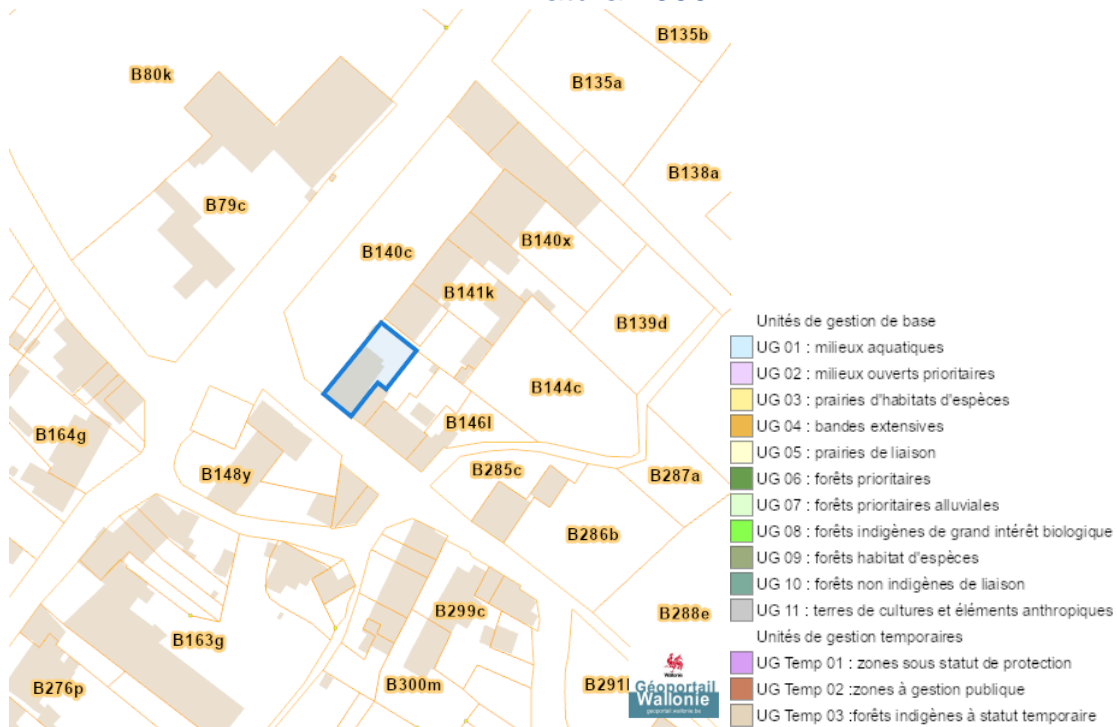 B135b
B80k
B135a
B138a
B79c
B140c
B140x
B141k
B139d
B144c
B146l
B164g
B148y
B285c
B287a
B286b
B299c
B288e
B163g
B276p
B300m
Wallonie
Géoportail
Wallonie
geoportail.wallonie.be
Unités de gestion de base
UG 01 : milieux aquatiques
UG 02 : milieux ouverts prioritaires
UG 03 : prairies d'habitats d'espèces
UG 04 : bandes extensives
UG 05 : prairies de liaison
UG 06 : forêts prioritaires
UG 07 : forêts prioritaires alluviales
UG 08 : forêts indigènes de grand intérêt biologique
UG 09 : forêts habitat d'espèces
UG 10 : forêts non indigènes de liaison
UG 11 : terres de cultures et éléments anthropiques
Unités de gestion temporaires
UG Temp 01 : zones sous statut de protection
UG Temp 02 :zones à gestion publique
UG Temp 03 :forêts indigènes à statut temporaire